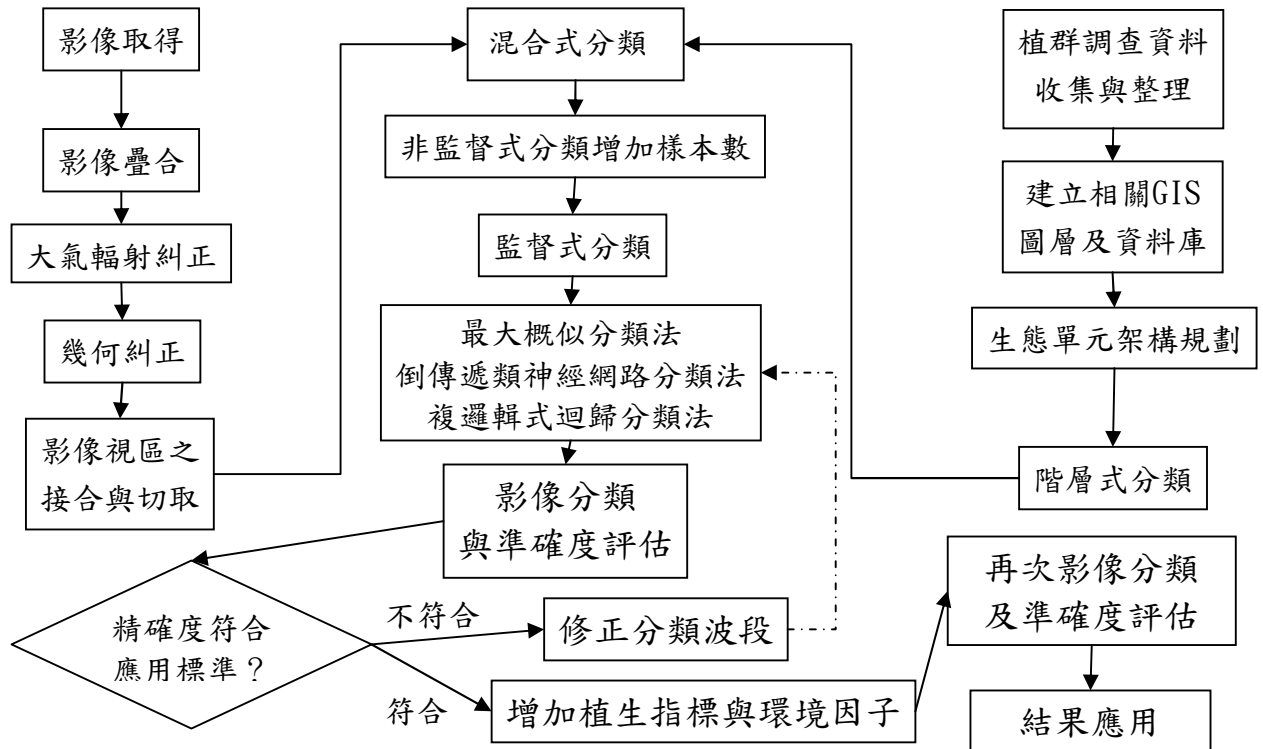 影像取得
影像疊合
大氣輻射糾正
幾何糾正
影像視區之
接合與切取
混合式分類
非監督式分類增加樣本數
監督式分類
最大概似分類法
倒傳遞類神經網路分類法
複邏輯式迴歸分類法
影像分類
與準確度評估
植群調查資料
收集與整理
建立相關GIS
圖層及資料庫
生態單元架構規劃
階層式分類
精確度符合
應用標準？
不符合
修正分類波段
符合
增加植生指標與環境因子
再次影像分類
及準確度評估
結果應用